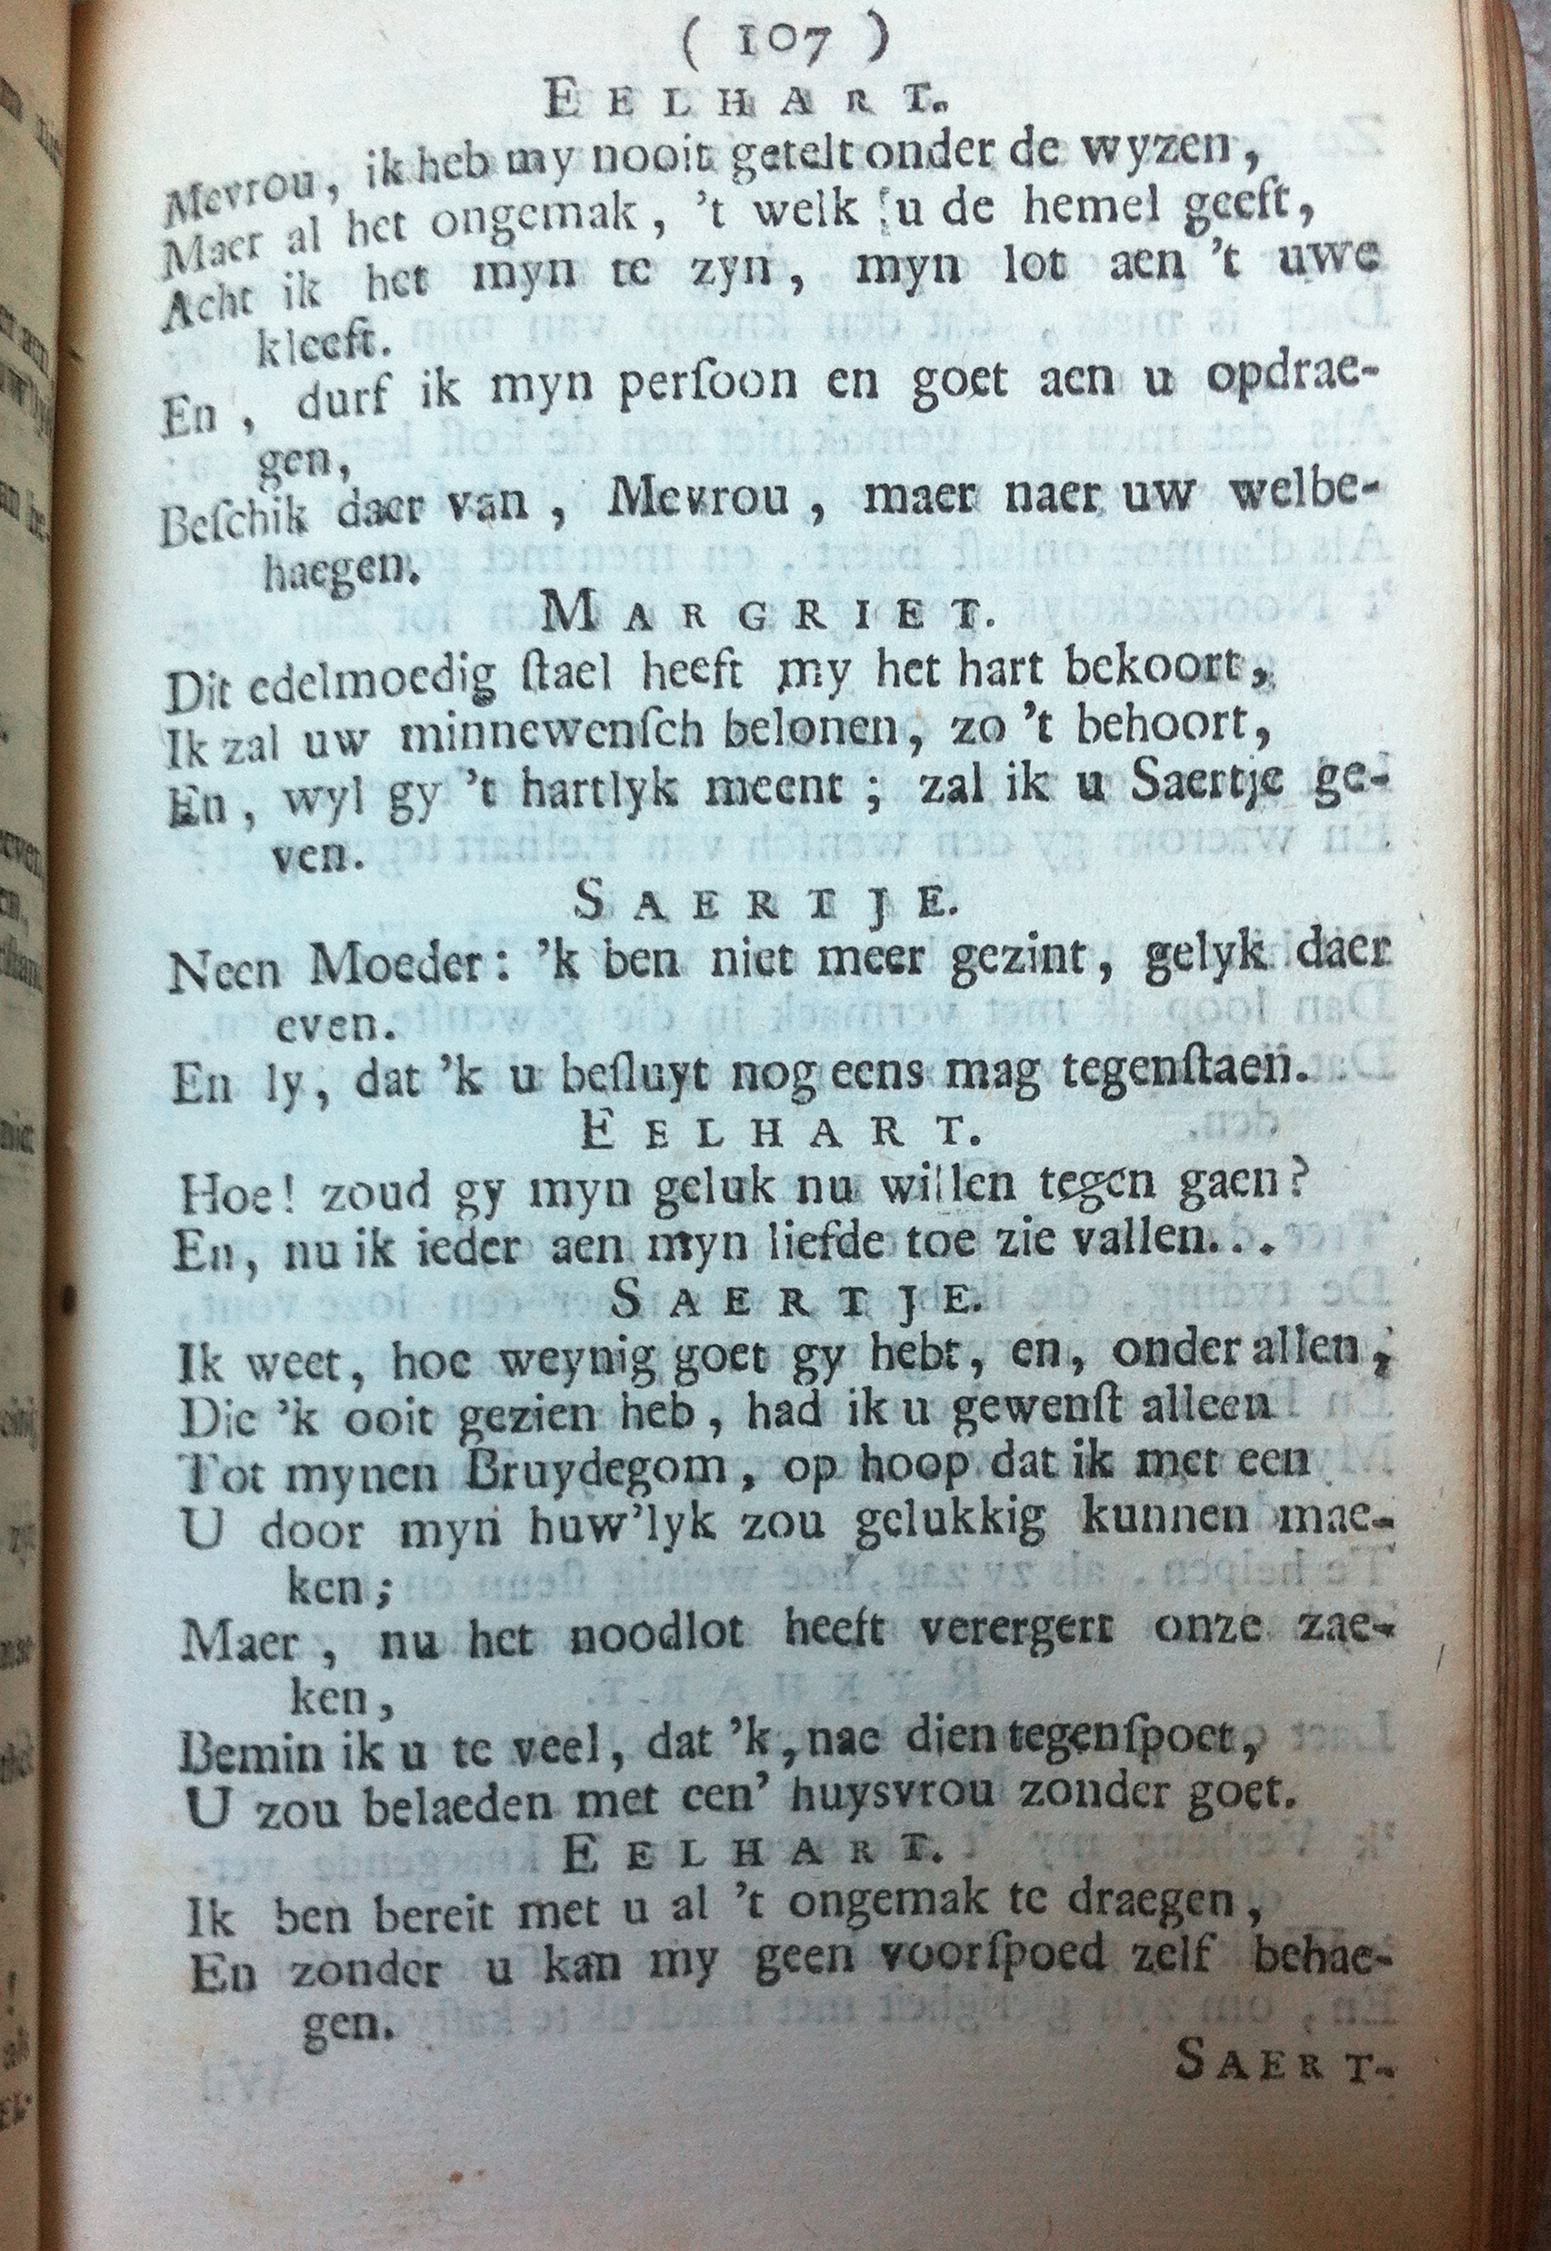 ( 107 )
EELHART.
Mevrou, ik heb my nooit getelt onder de wyzen,
Maer al het ongemak, 't welk u de hemel geeft,
Acht ik het myn te zyn, myn lot aen 't uwe
kleeft.
En, durf ik myn perſoon en goet aen u opdrae-
gen,
Beſchik daer van, Mevrou, maer naer uw welbe-
haegen.
MARGRIET.
Dit edelmoedig ſtael heeft my het hart bekoort,
Ik zal uw minnewenſch belonen, zo 't behoort,
En, wyl gy 't hartlyk meent; zal ik u Saertje ge-
ven.
SAERTJE.
Neen Moeder: 'k ben niet meer gezint, gelyk daer
even.
En ly, dat 'k u beſluyt nog eens mag tegenſtaen.
EELHART.
Hoe! zoud gy myn geluk nu willen tegen gaen?
En, nu ik ieder aen myn liefde toe zie vallen...
SAERTJE.
Ik weet, hoe weynig goet gy hebt, en, onder allen,
Die 'k ooit gezien heb, had ik u gewenſt alleen
Tot mynen Bruydegom, op hoop dat ik met een
U door myn huw'lyk zou gelukkig kunnen mae-
ken;
Maer, nu het noodlot heeft verergert onze zae-
ken,
Bemin ik u te veel, dat 'k, nae dien tegenſpoet,
U zou belaeden met een' huysvrou zonder goet.
EELHART.
Ik ben bereit met u al 't ongemak te draegen,
En zonder u kan my geen voorſpoed zelf behae-
gen.
SAERT-